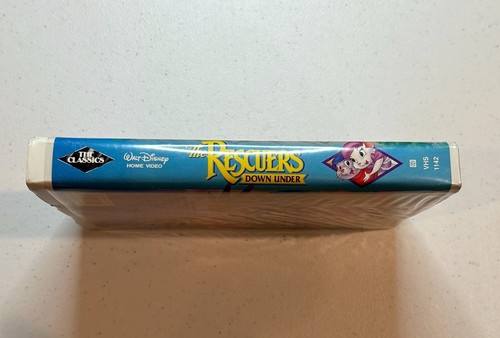 THE
CLASSICS
WALT DISNEY
HOME VIDEO
The RESCUERS
DOWN UNDER
VHS
1142